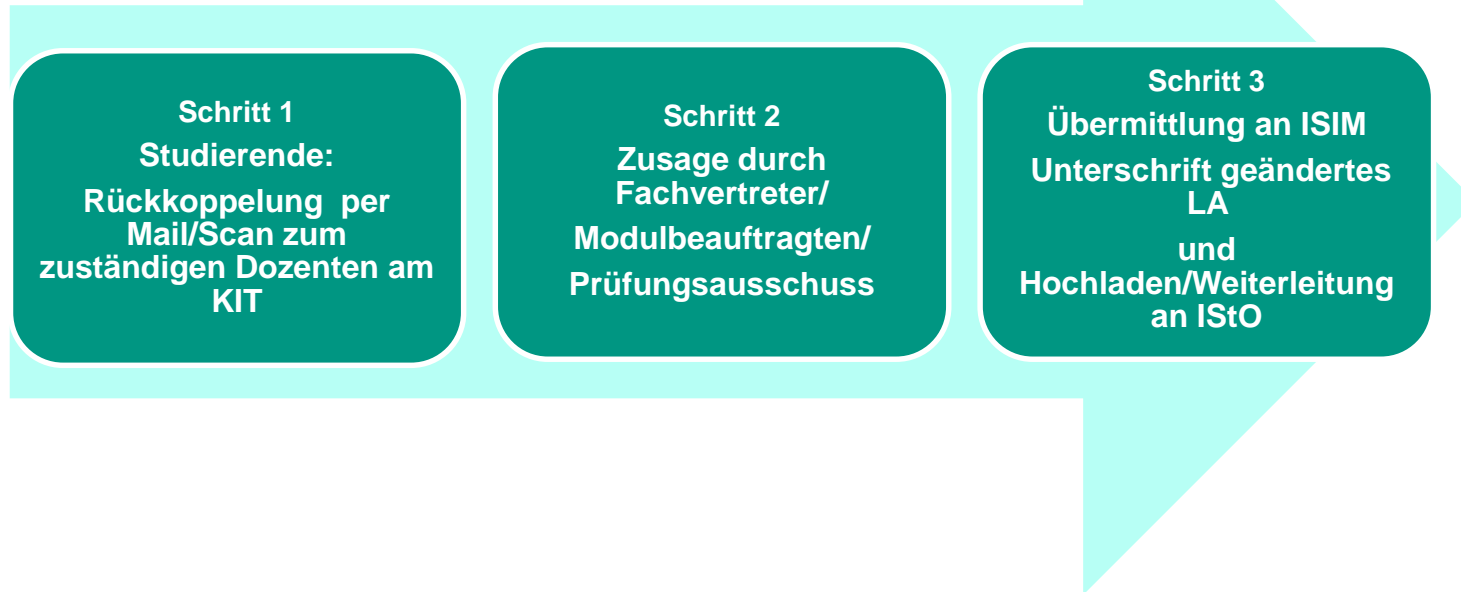 Schritt 1
Studierende:
Rückkoppelung  per
Mail/Scan zum
zuständigen Dozenten am
KIT
Schritt 2
Zusage durch
Fachvertreter/
Modulbeauftragten/
Prüfungsausschuss
Schritt 3
Übermittlung an ISIM
Unterschrift geändertes
LA
und
Hochladen/Weiterleitung
an IStO